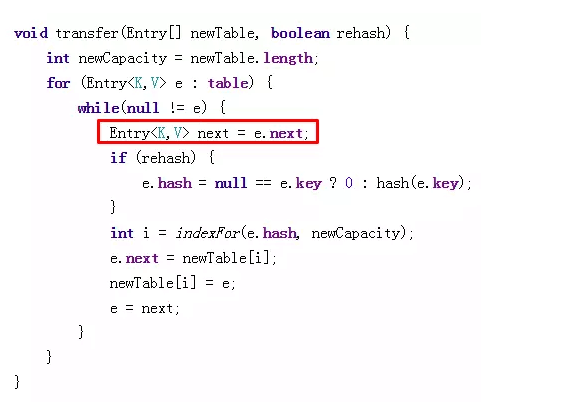 void transfer(Entry[] newTable, boolean rehash) {
    int newCapacity = newTable.length;
    for (Entry<K,V> e : table) {
        while(null != e) {
            Entry<K,V> next = e.next;
            if (rehash) {
                e.hash = null == e.key ? 0 : hash(e.key);
            }
            int i = indexFor(e.hash, newCapacity);
            e.next = newTable[i];
            newTable[i] = e;
            e = next;
        }
    }
}